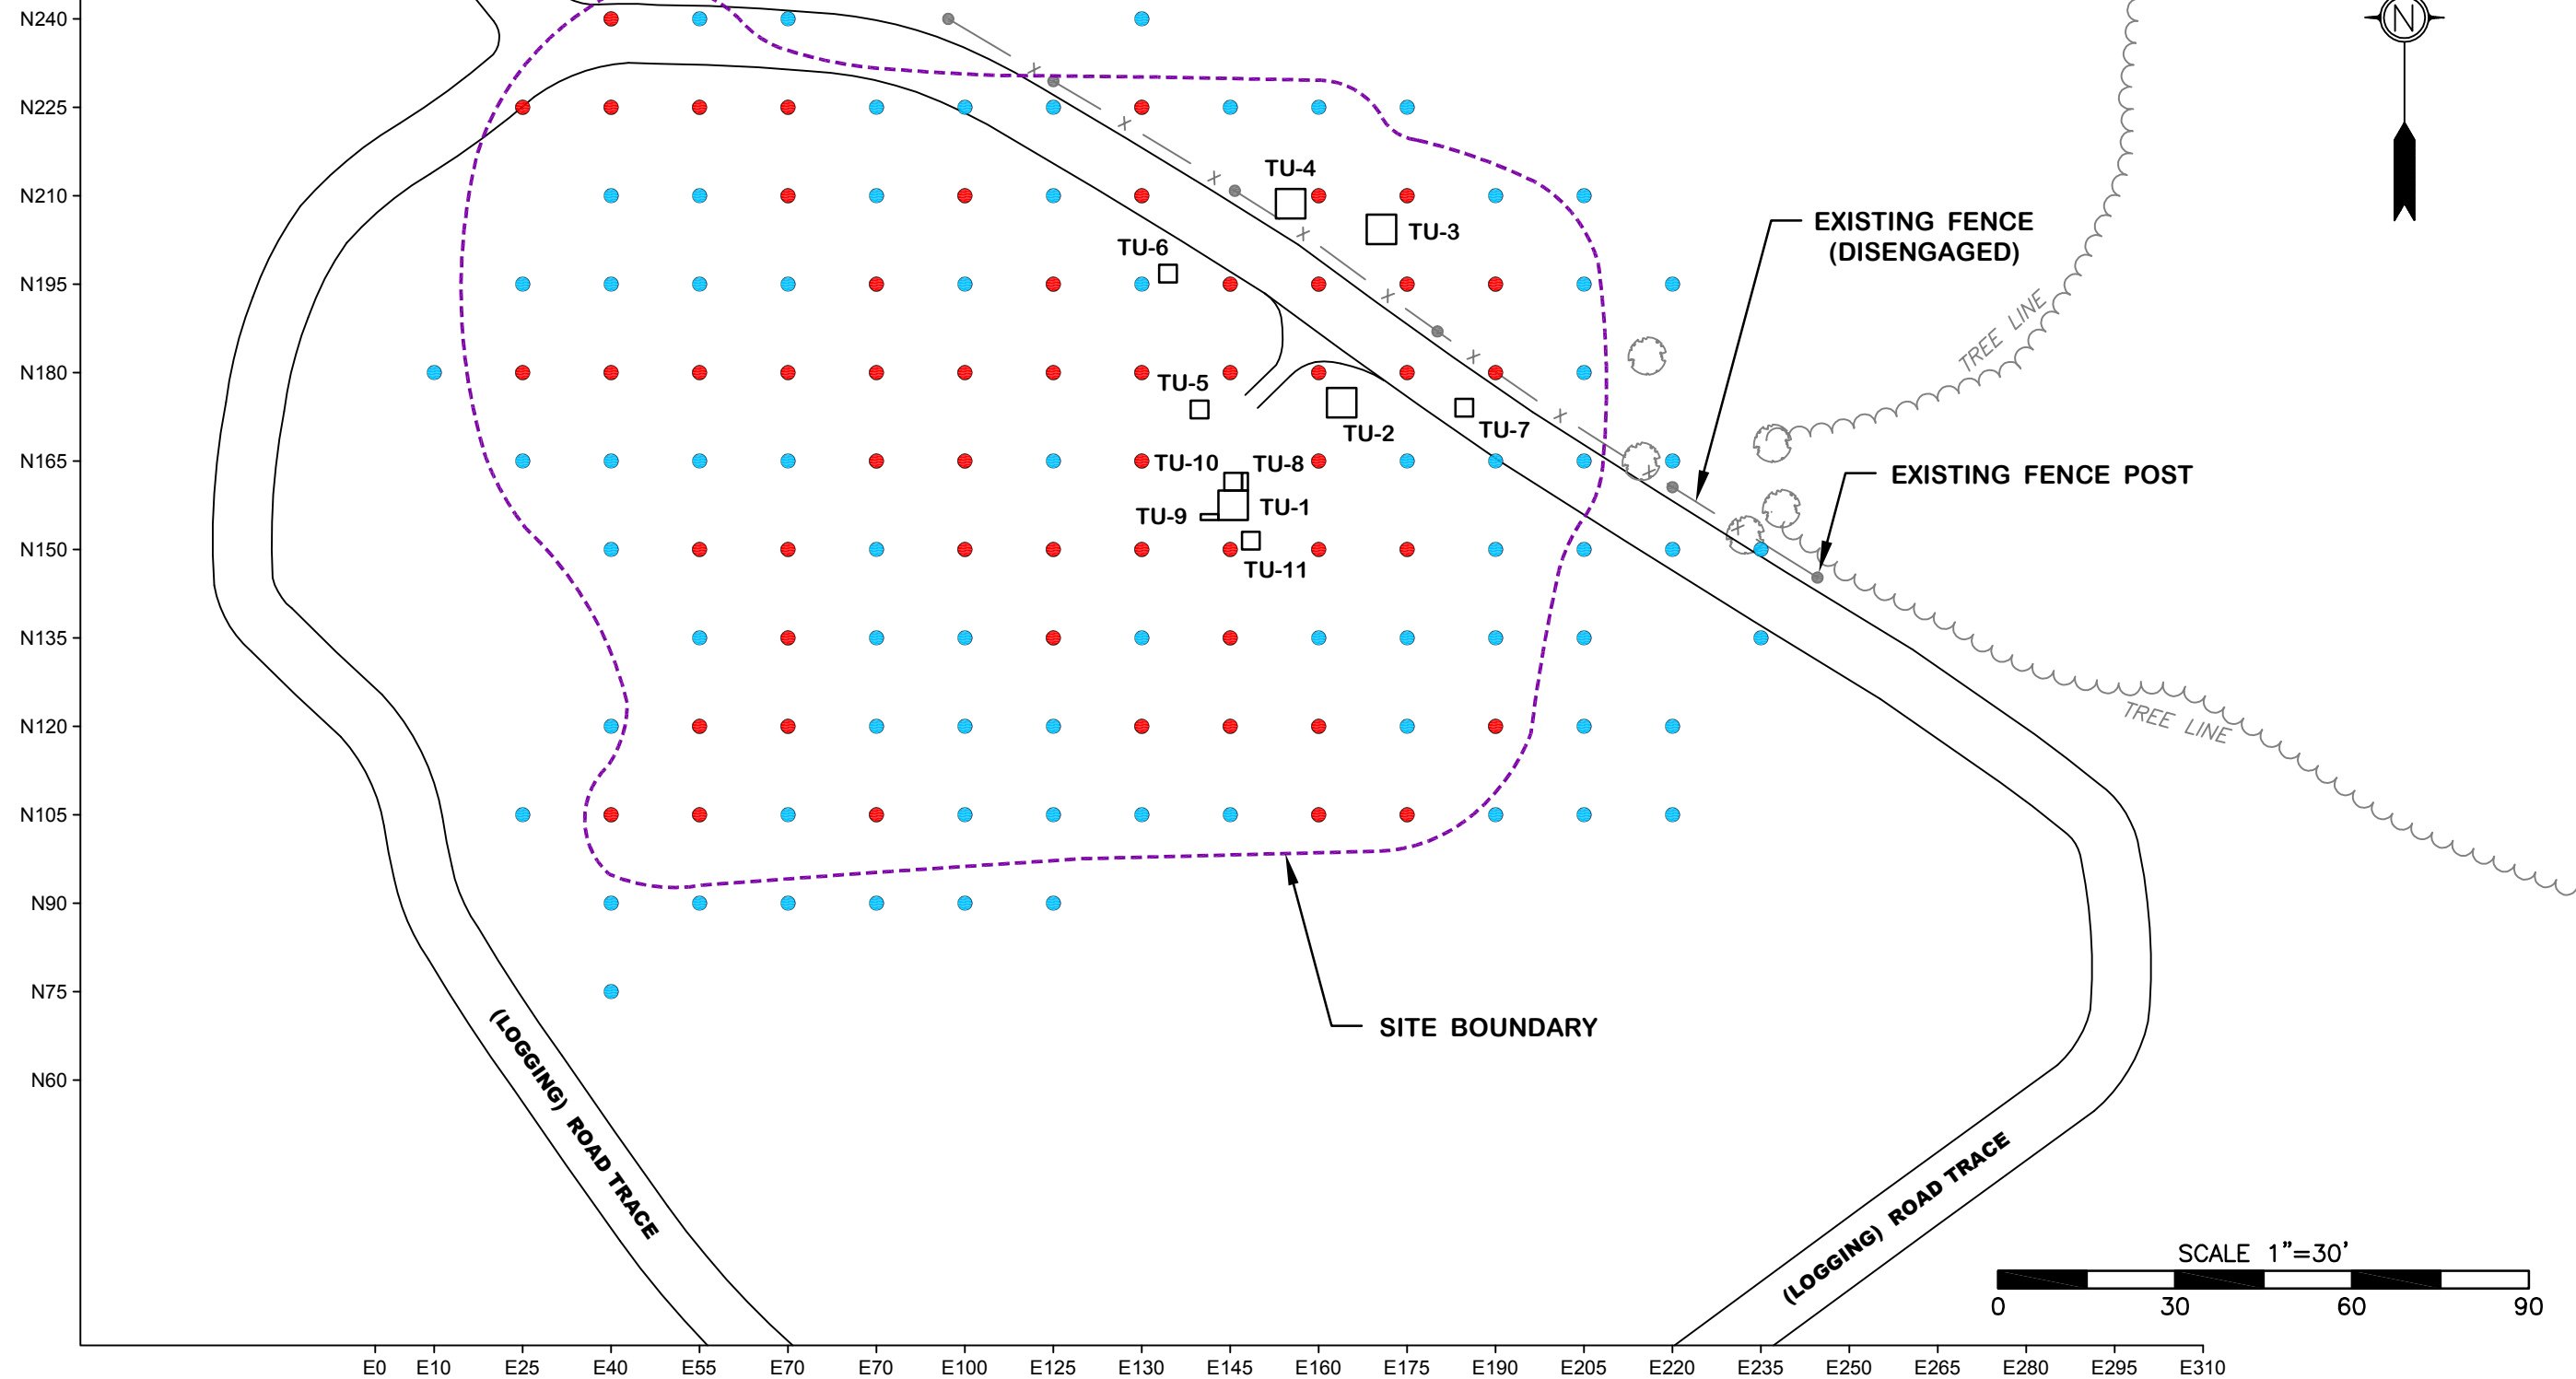 N240
N
N225
TU-4
N210
EXISTING FENCE
(DISENGAGED)
TU-3
TU-6
N195
TREE LINE
N180
TU-5
TU-2
TU-7
N165
TU-10
TU-8
EXISTING FENCE POST
TU-1
TU-9
N150
TU-11
N135
TREE LINE
N120
N105
N90
N75
SITE BOUNDARY
(LOGGING) ROAD TRACE
N60
(LOGGING) ROAD TRACE
SCALE 1"=30'
0 30 60 90
E0 E10 E25 E40 E55 E70 E70 E100 E125 E130 E145 E160 E175 E190 E205 E220 E235 E250 E265 E280 E295 E310